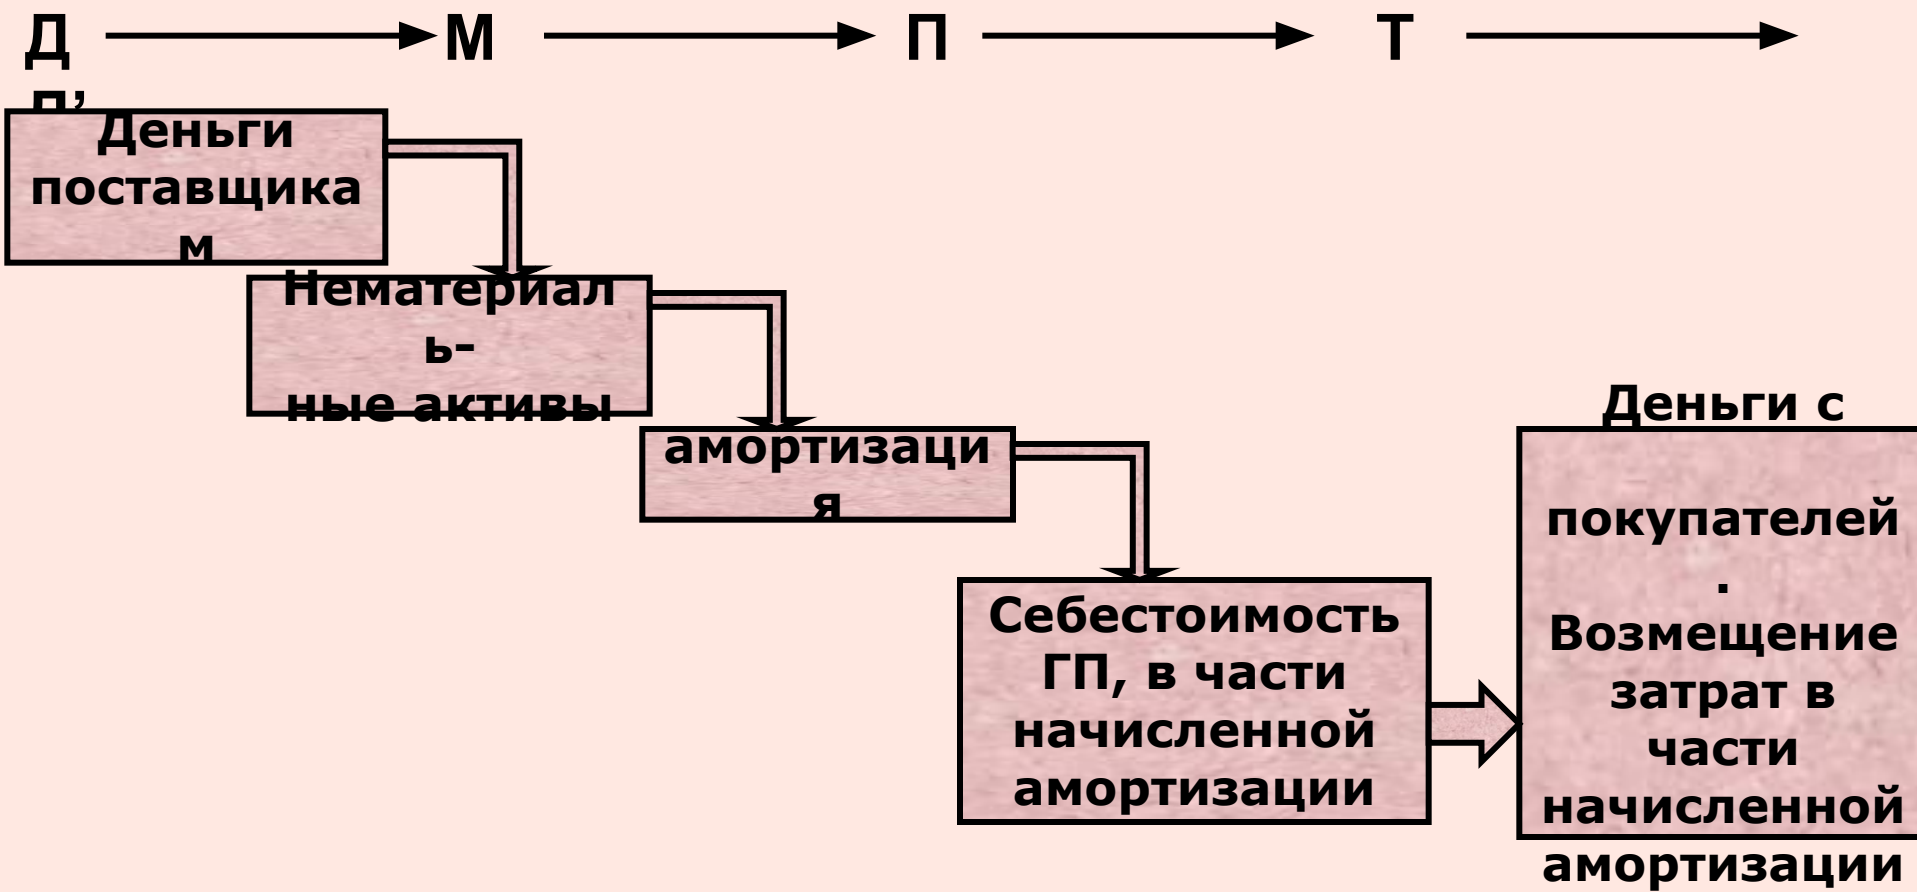 Д М П Т
П’
Деньги
поставщика
м
Нематериал
ь-
ные активы
амортизаци
я
Себестоимость
ГП, в части
начисленной
амортизации
Деньги с
покупателей
.
Возмещение
затрат в
части
начисленной
амортизации